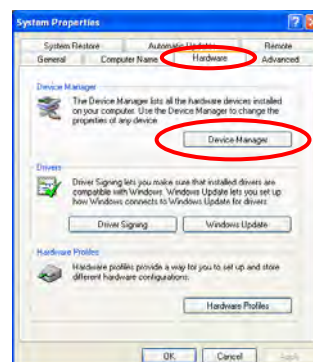 System Properties
System Restore Automatic Updates Remote
General Computer Name Hardware Advanced
Device Manager
The Device Manager lists all the hardware devices installed
on your computer. Use the Device Manager to change the
properties of any device.
Device Manager
Drivers
Driver Signing lets you make sure that installed drivers are
compatible with Windows. Windows Update lets you set up
how Windows connects to Windows Update for drivers.
Driver Signing Windows Update
Hardware Profiles
Hardware profiles provide a way for you to set up and store
different hardware configurations.
Hardware Profiles
OK Cancel Apply